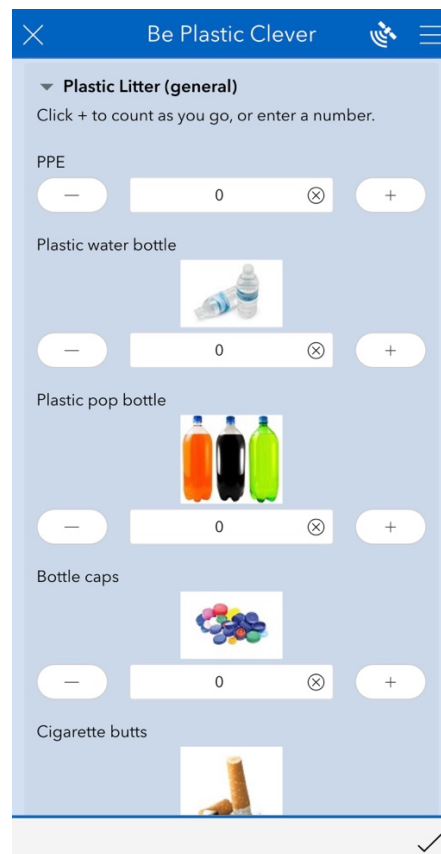 Be Plastic Clever
Plastic Litter (general)
Click + to count as you go, or enter a number.
PPE
0
Plastic water bottle
0
Plastic pop bottle
0
Bottle caps
0
Cigarette butts